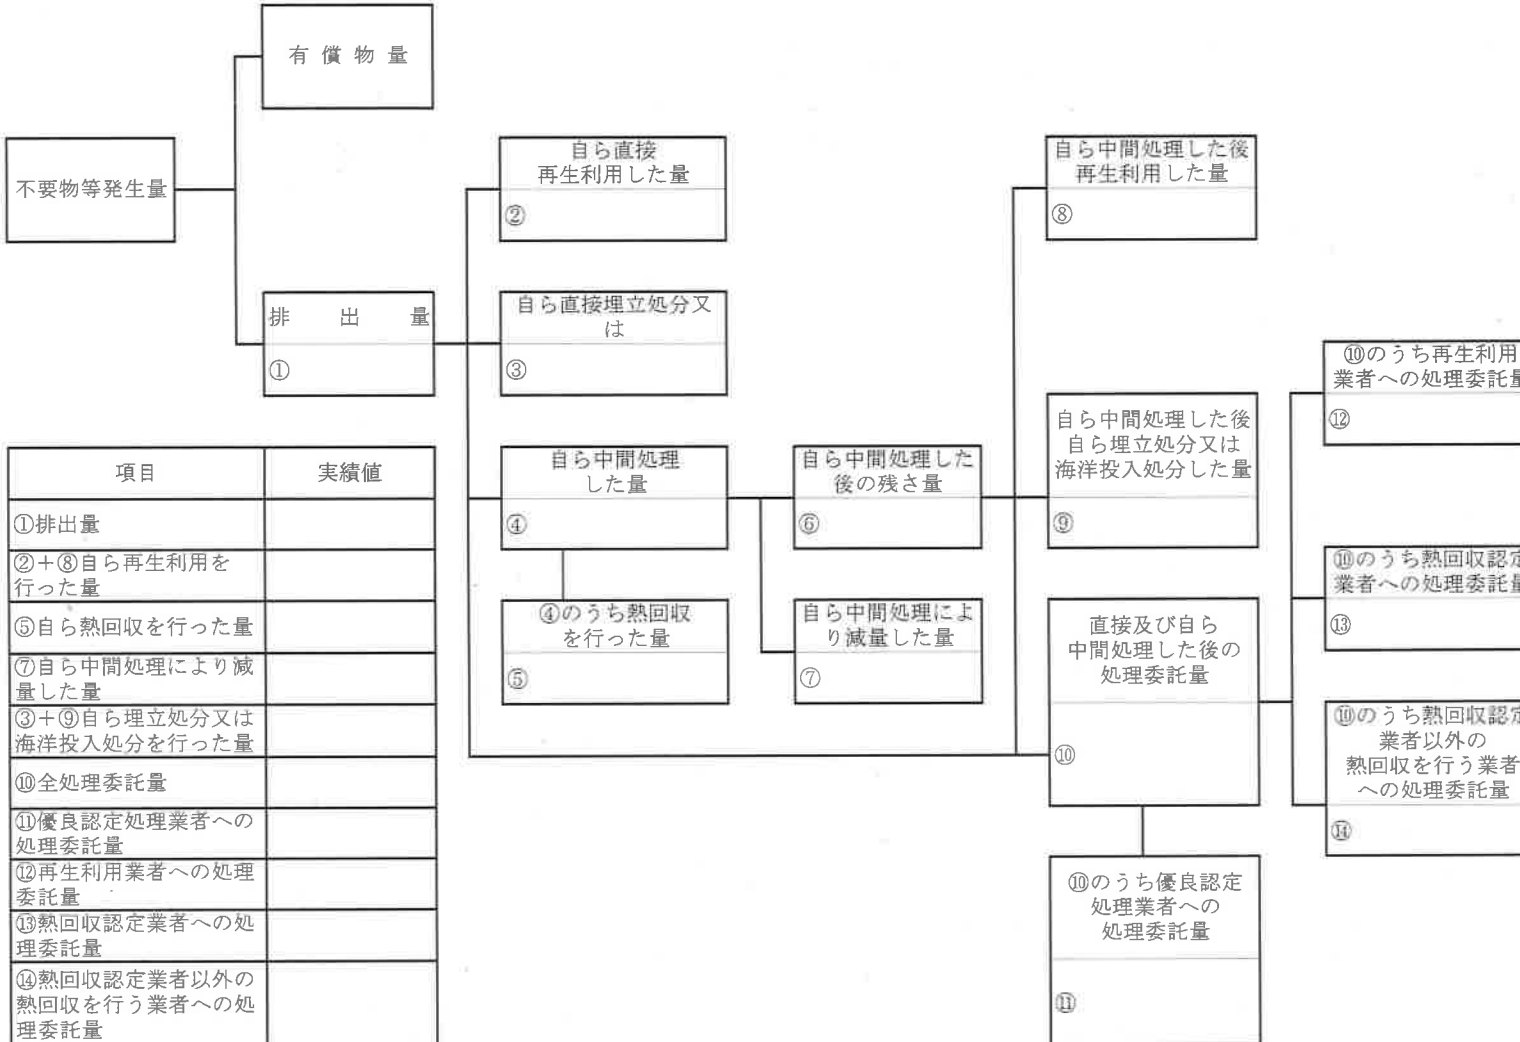 有償物量
不要物等発生量
排出量
①
自ら直接
再生利用した量
②
自ら直接埋立処分又
は
③
自ら中間処理
した量
④
④のうち熱回収
を行った量
⑤
自ら中間処理した
後の残さ量
⑥
自ら中間処理によ
り減量した量
⑦
自ら中間処理した後
再生利用した量
⑧
自ら中間処理した後
自ら埋立処分又は
海洋投入処分した量
⑨
直接及び自ら
中間処理した後の
処理委託量
⑩
⑩のうち優良認定
処理業者への
処理委託量
⑪
⑩のうち再生利用
業者への処理委託量
⑫
⑩のうち熱回収認定
業者への処理委託量
⑬
⑩のうち熱回収認定
業者以外の
熱回収を行う業者
への処理委託量
⑭
項目 実績値
①排出量
②+⑧自ら再生利用を
行った量
⑤自ら熱回収を行った量
⑦自ら中間処理により減
量した量
③+⑨自ら埋立処分又は
海洋投入処分を行った量
⑩全処理委託量
⑪優良認定処理業者への
処理委託量
⑫再生利用業者への処理
委託量
⑬熱回収認定業者への処
理委託量
⑭熱回収認定業者以外の
熱回収を行う業者への処
理委託量